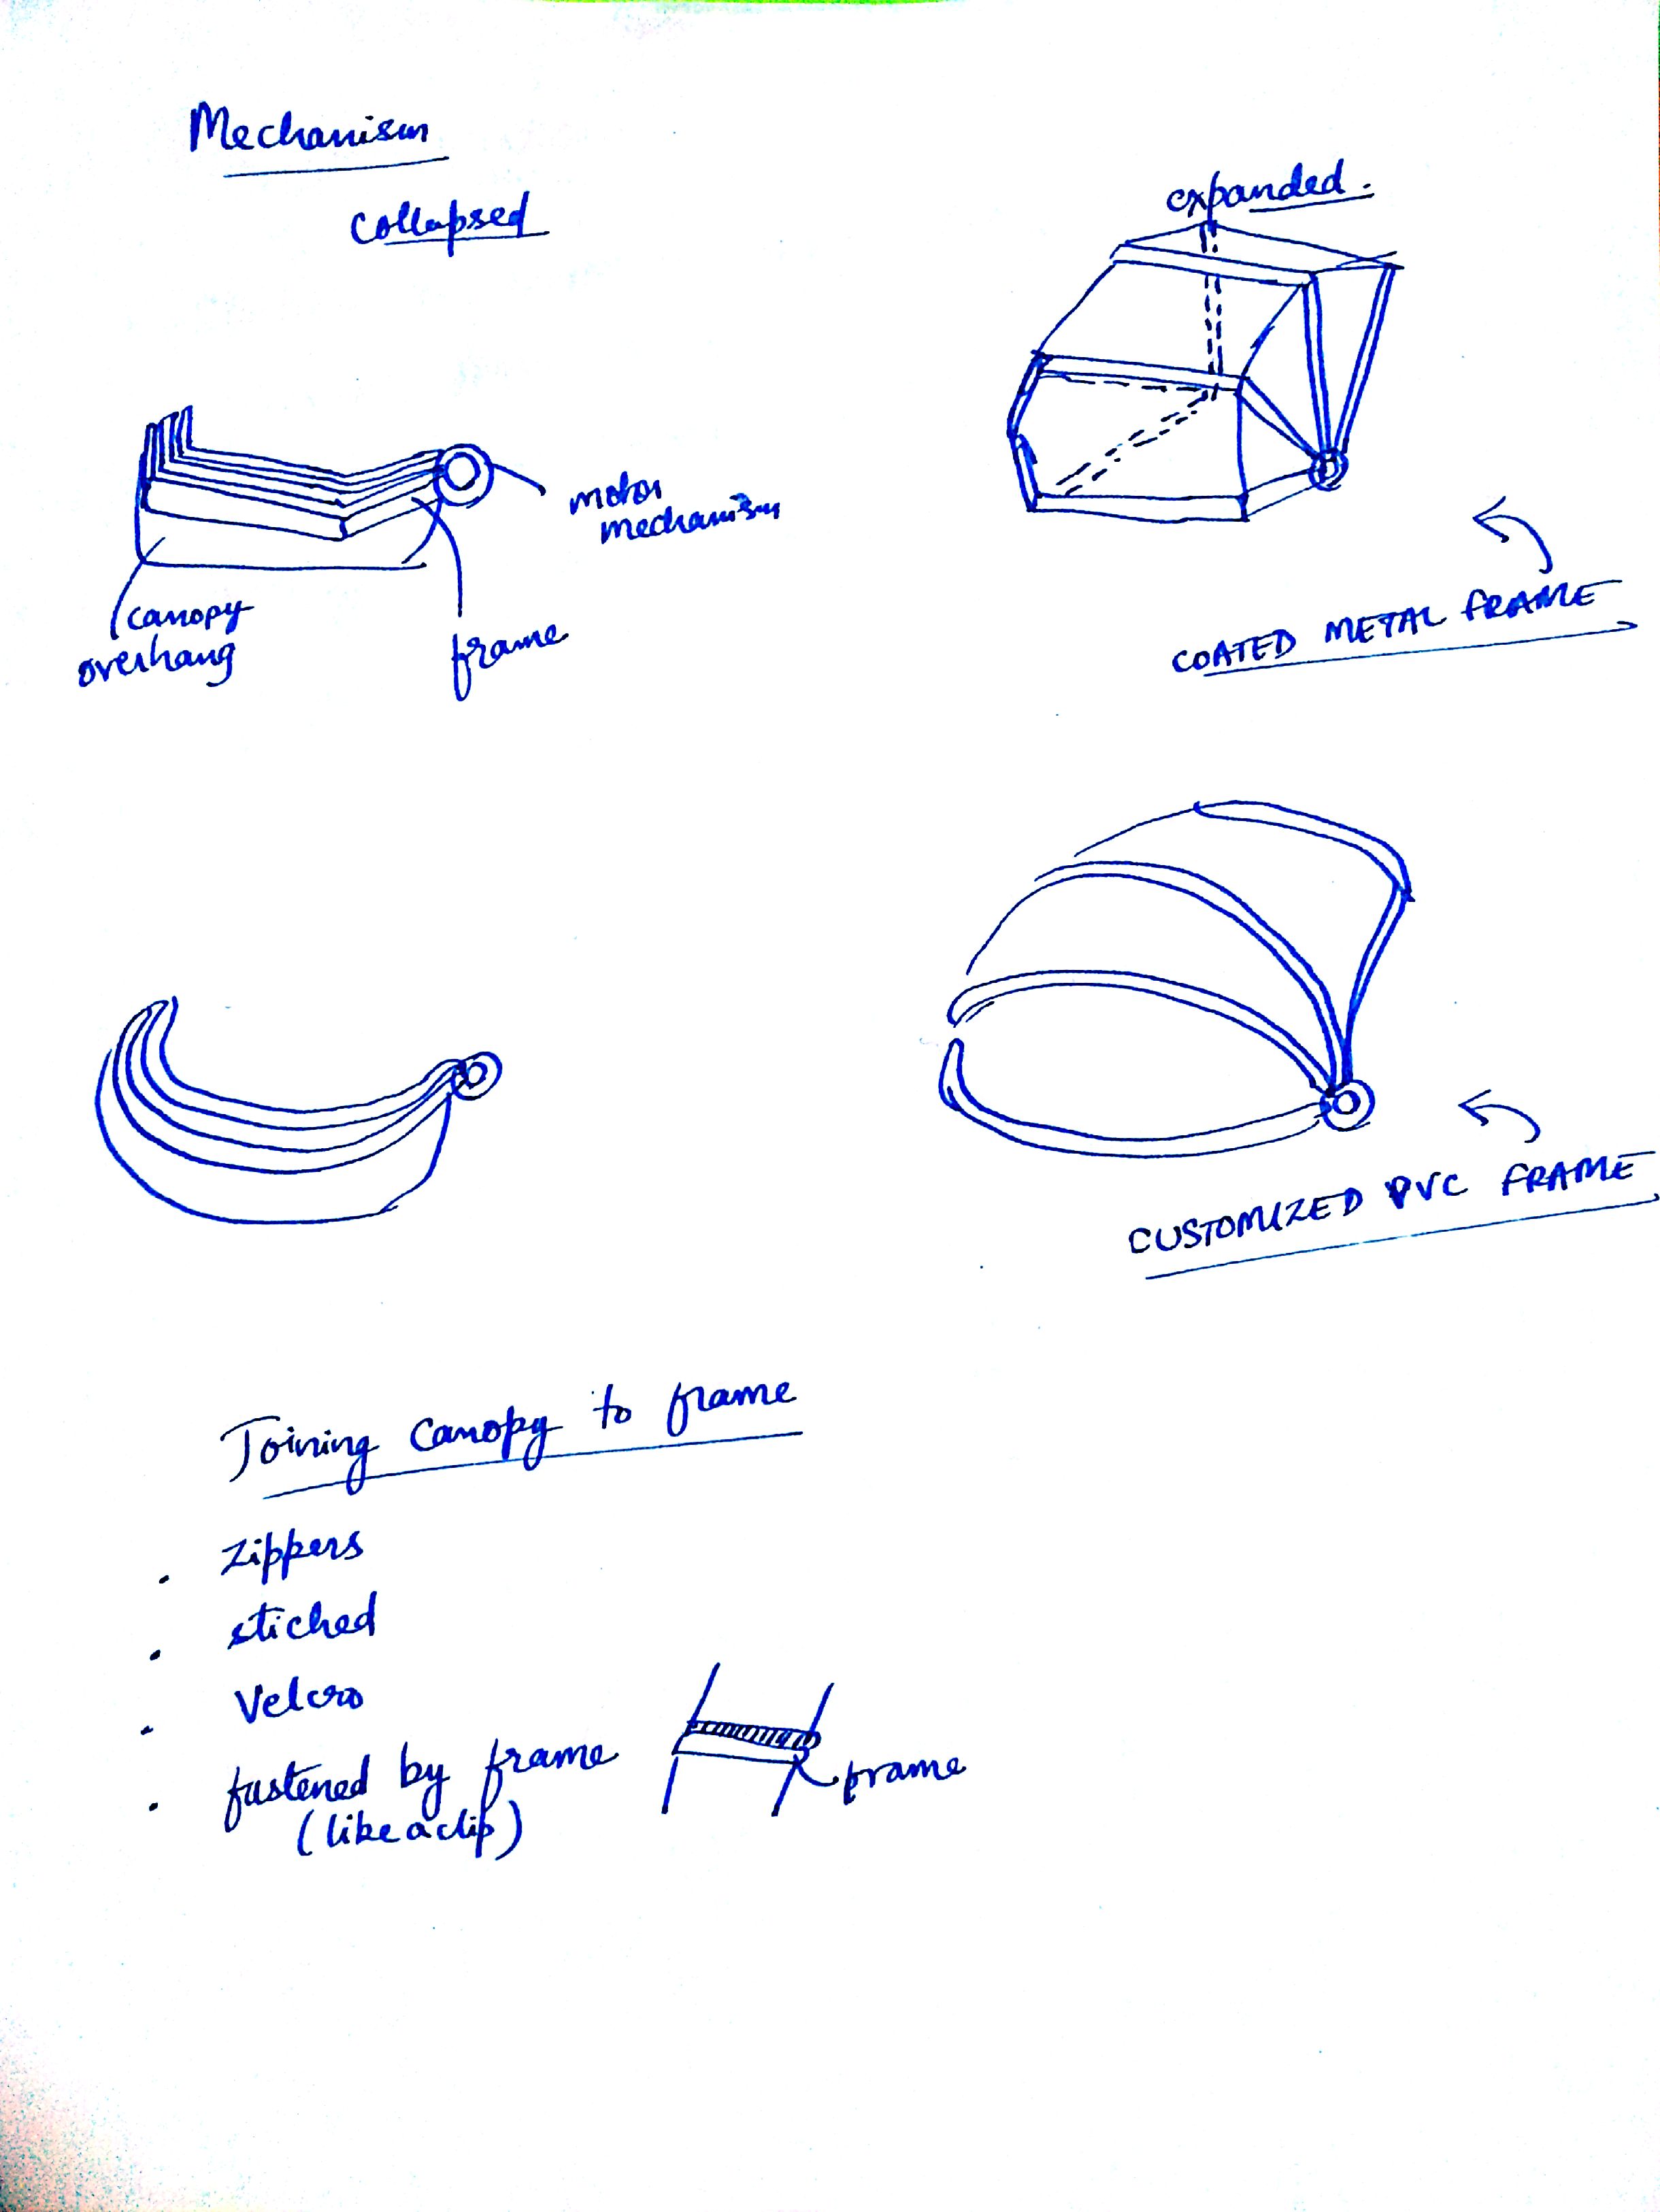 Mechanism
collapsed
expanded.
motor
mechanism
canopy
overhang
frame
COATED METAL FRAME
CUSTOMIZED PVC FRAME
Joining canopy to frame
. Zippers
. stiched
. Velcro
. fastened by frame
(like a clip)
frame